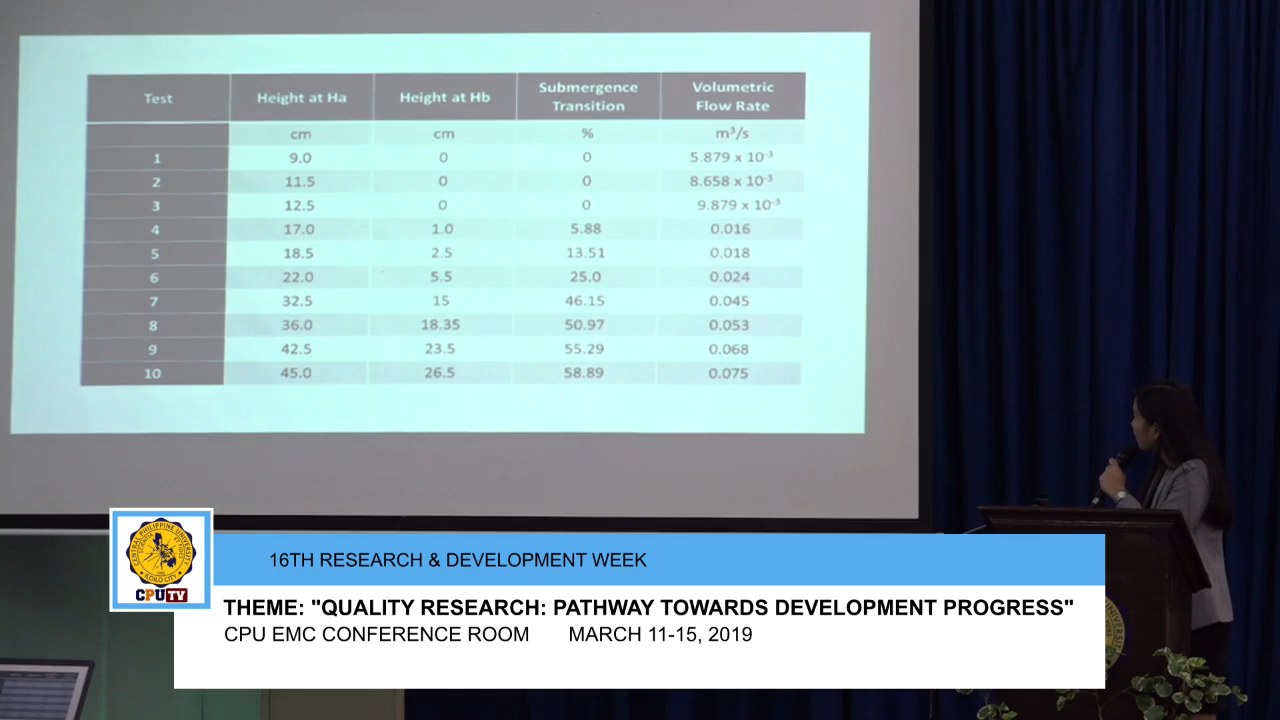 Test Height at Ha Height at Hb Submergence Transition Volumetric Flow Rate
cm cm % m³/s
1 9.0 0 0 5.879 x 10⁻³
2 11.5 0 0 8.658 x 10⁻³
3 12.5 0 0 9.879 x 10⁻³
4 17.0 1.0 5.88 0.016
5 18.5 2.5 13.51 0.018
6 22.0 5.5 25.0 0.024
7 32.5 15 46.15 0.045
8 36.0 18.35 50.97 0.053
9 42.5 23.5 55.29 0.068
10 45.0 26.5 58.89 0.075
CENTRAL PHILIPPINE UNIVERSITY
ILOILO CITY
CPUTV
16TH RESEARCH & DEVELOPMENT WEEK
THEME: "QUALITY RESEARCH: PATHWAY TOWARDS DEVELOPMENT PROGRESS"
CPU EMC CONFERENCE ROOM MARCH 11-15, 2019